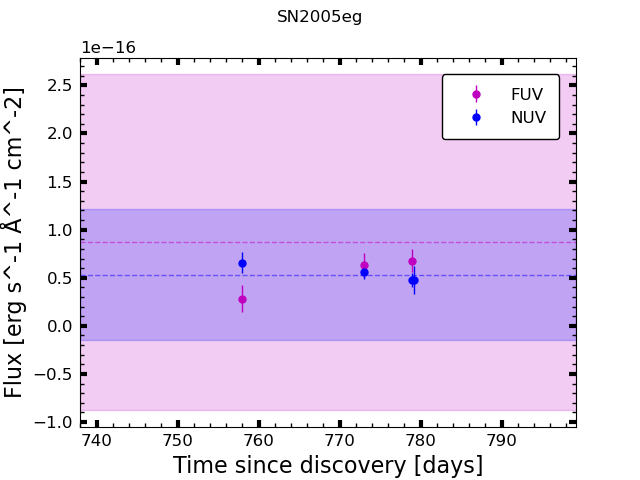 SN2005eg
1e−16
FUV
NUV
2.5
2.0
1.5
1.0
0.5
0.0
−0.5
−1.0
Flux [erg s^-1 Å^-1 cm^-2]
740 750 760 770 780 790
Time since discovery [days]